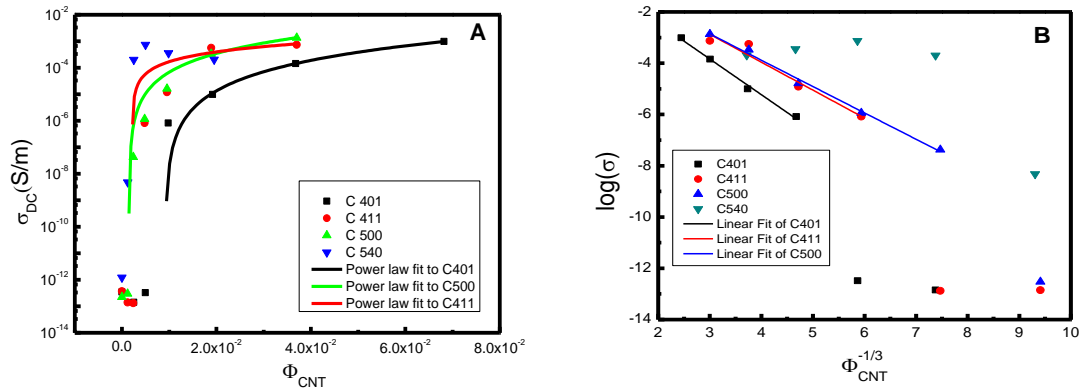 A
σDC(S/m)
10⁻²
10⁻⁴
10⁻⁶
10⁻⁸
10⁻¹⁰
10⁻¹²
10⁻¹⁴
C 401
C 411
C 500
C 540
Power law fit to C401
Power law fit to C500
Power law fit to C411
0.0 2.0x10⁻² 4.0x10⁻² 6.0x10⁻² 8.0x10⁻²
ΦCNT
B
log(σ)
-2
-4
-6
-8
-10
-12
-14
C401
C411
C500
C540
Linear Fit of C401
Linear Fit of C411
Linear Fit of C500
2 3 4 5 6 7 8 9 10
ΦCNT⁻¹/³